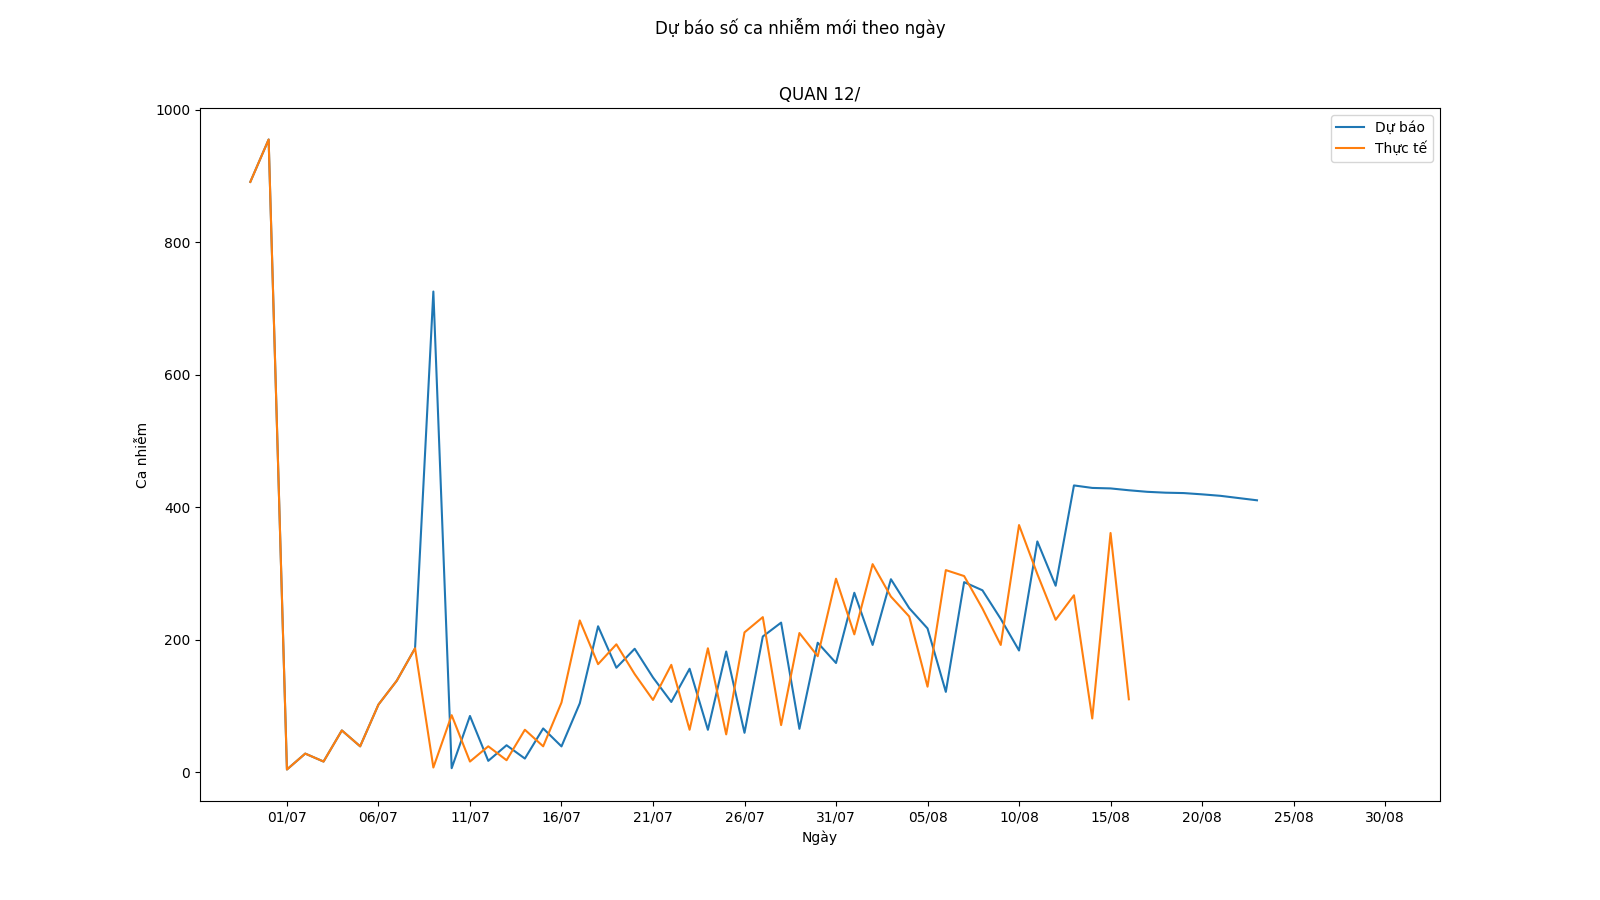 Dự báo số ca nhiễm mới theo ngày
QUAN 12/
Dự báo
Thực tế
1000
800
600
400
200
0
Ca nhiễm
01/07 06/07 11/07 16/07 21/07 26/07 31/07 05/08 10/08 15/08 20/08 25/08 30/08
Ngày